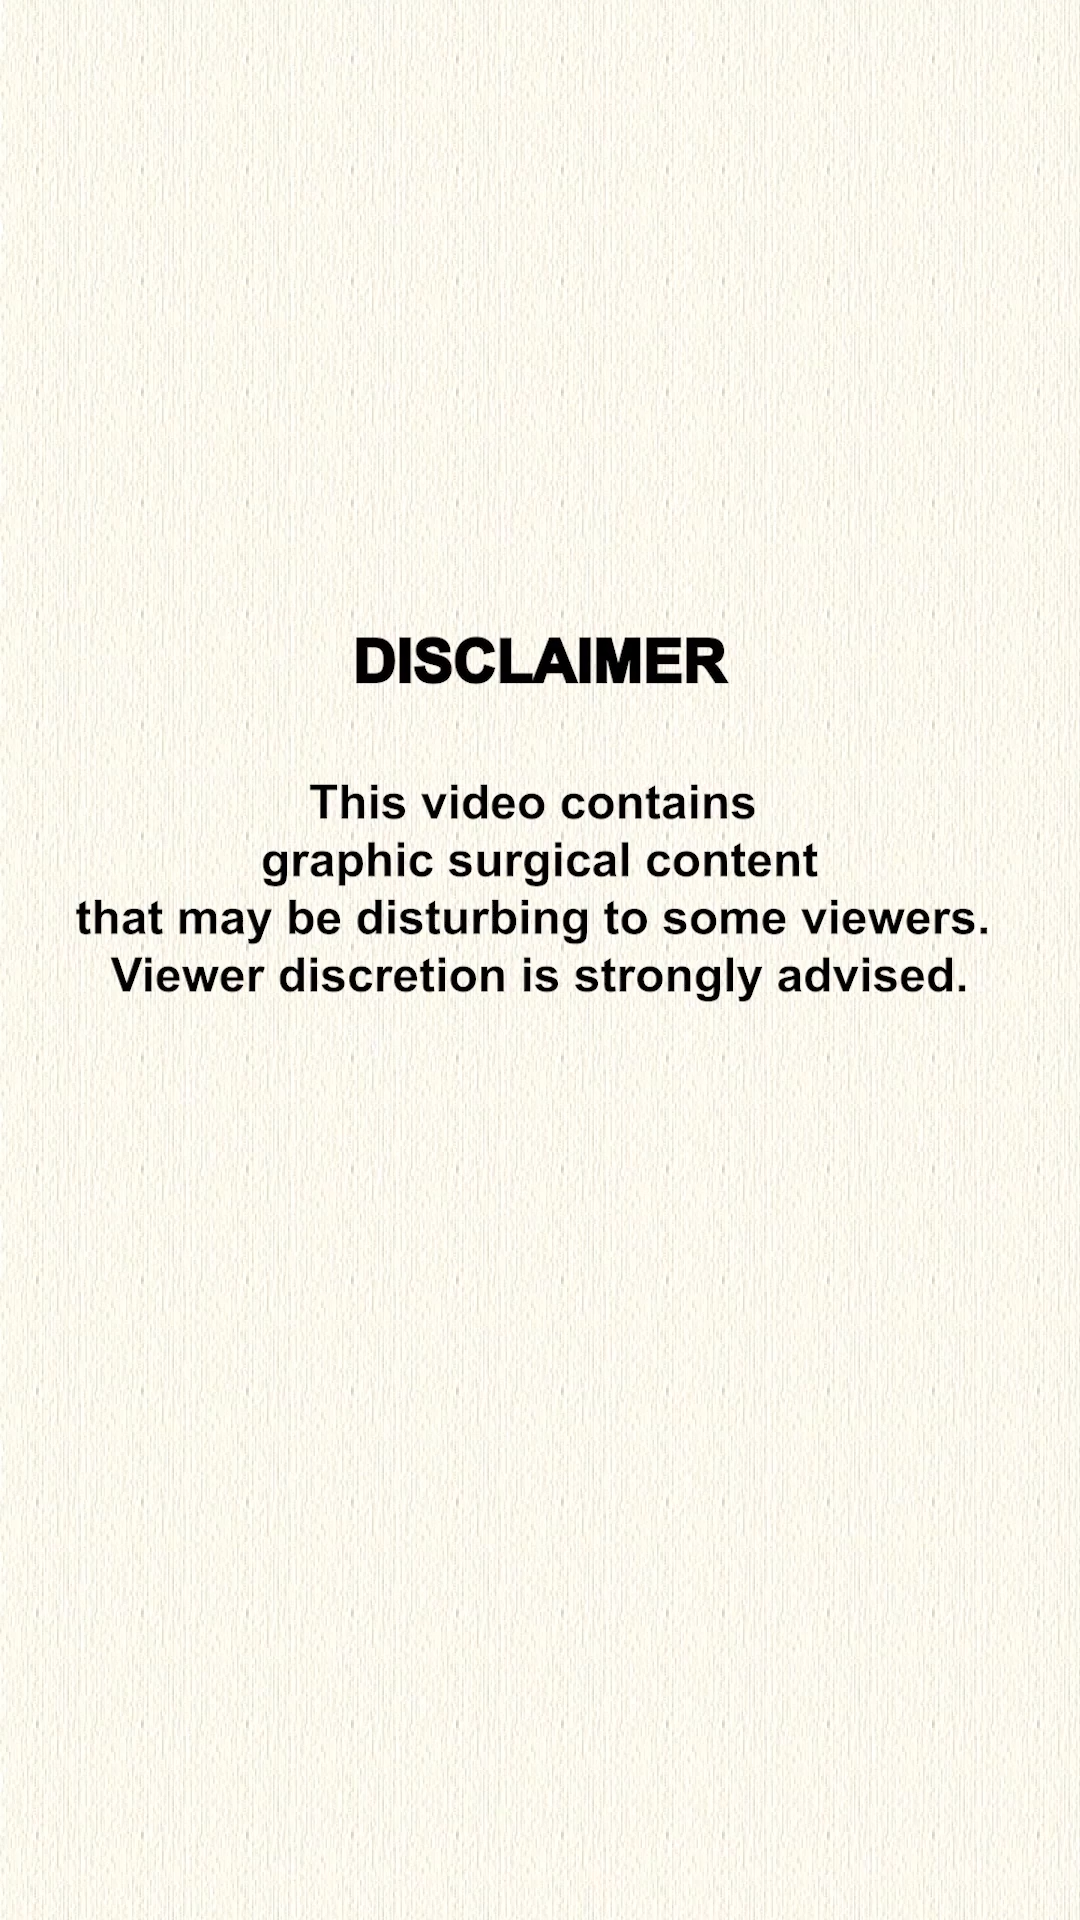 DISCLAIMER
This video contains
graphic surgical content
that may be disturbing to some viewers.
Viewer discretion is strongly advised.